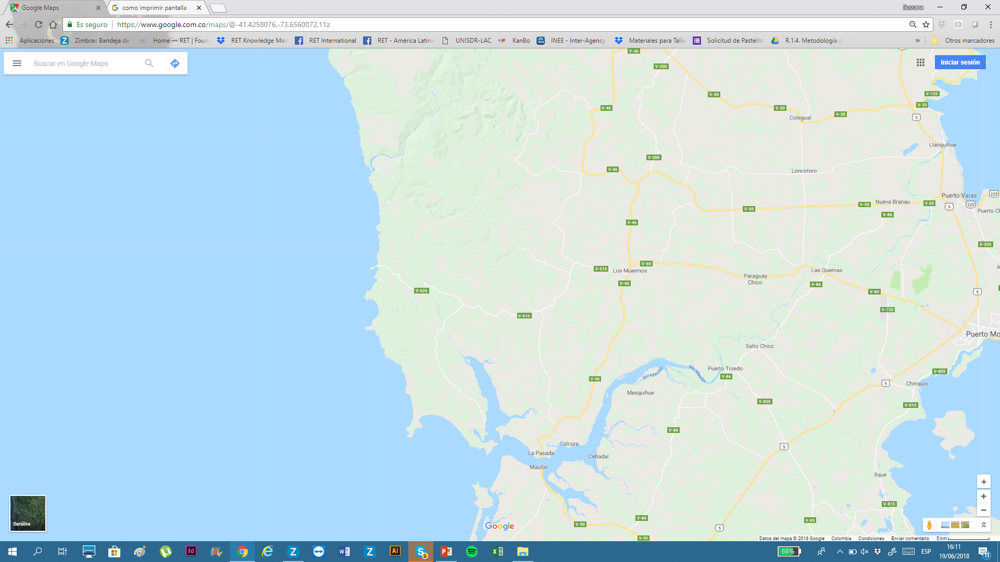 Google Maps
como imprimir pantalla -
Sussana
Es seguro
https://www.google.com.co/maps/@-41.4258076,-73.6560072,11z
Aplicaciones
Zimbra:: Bandeja de
Home — RET | Foun
RET Knowledge Man
RET International
RET - América Latina
UNISDR-LAC
KanBo
INEE - Inter-Agency
Materiales para Talle
Solicitud de Pastelito
R.1.4. Metodología d
»
Otros marcadores
Buscar en Google Maps
Iniciar sesión
V-46
V-300
V-30
V-155
V-46
V-30
V-35
V-30
Colegual
5
Llanquihue
V-300
V-46
Loncotoro
Puerto Varas
225
Nueva Branau
V-50
V-50
225
V-50
5
Puerto Ch
V-86
V-46
V-505
V-60
V-510
Los Muermos
Las Quemas
Paraguay
Chico
V-46
V-86
V-626
V-60
5
V-720
V-610
Puerto Mo
Salto Chico
Puerto Toledo
Río Maullín
Río Maullín
V-86
V-805
V-46
5
Chinquio
Mesquihue
V-850
V-815
V-86
Lolcura
5
La Pasada
Cebadal
Maullin
Ilque
V-815
V-86
V-85
V-90
5
V-90
Satélite
Google
Datos del mapa © 2018 Google
Colombia
Condiciones
Enviar comentario
5 km
Id
Z
W
Z
Ai
S
2
66%
ESP
16:11
19/06/2018
11